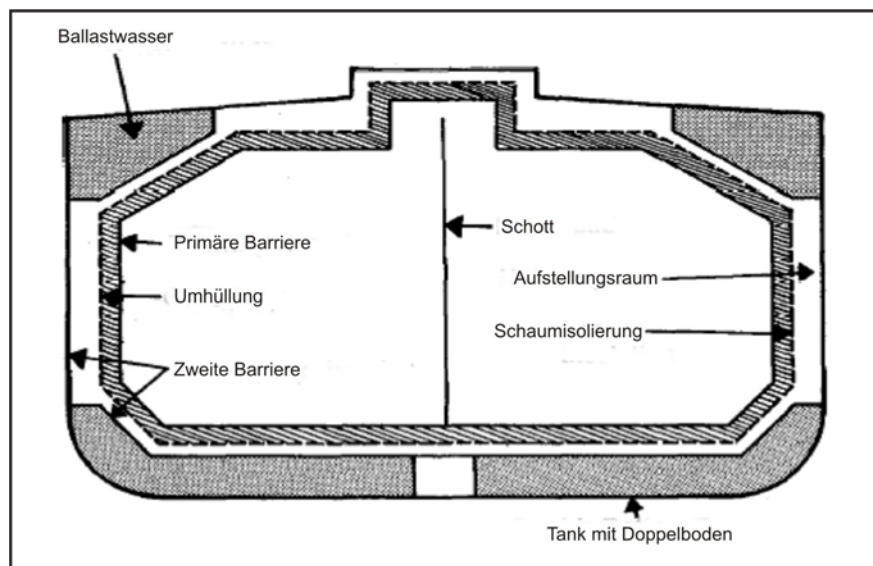 Ballastwasser
Primäre Barriere
Schott
Aufstellungsraum
Umhüllung
Schaumisolierung
Zweite Barriere
Tank mit Doppelboden